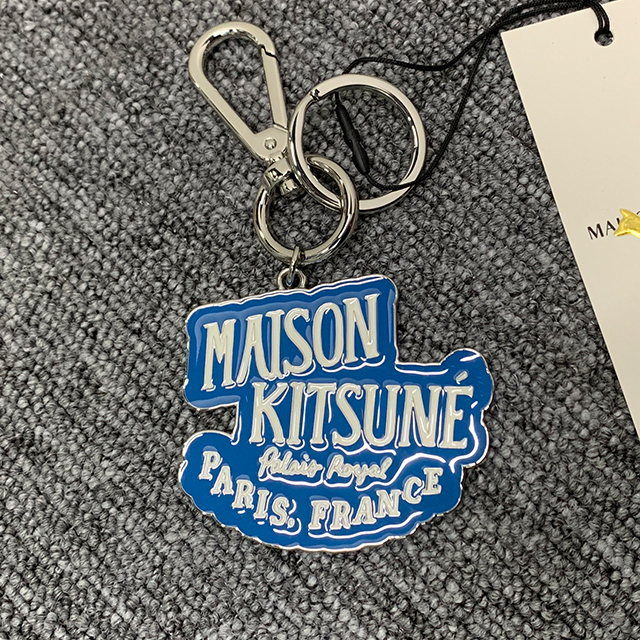 MAISON
KITSUNÉ
Palais Royal
PARIS, FRANCE